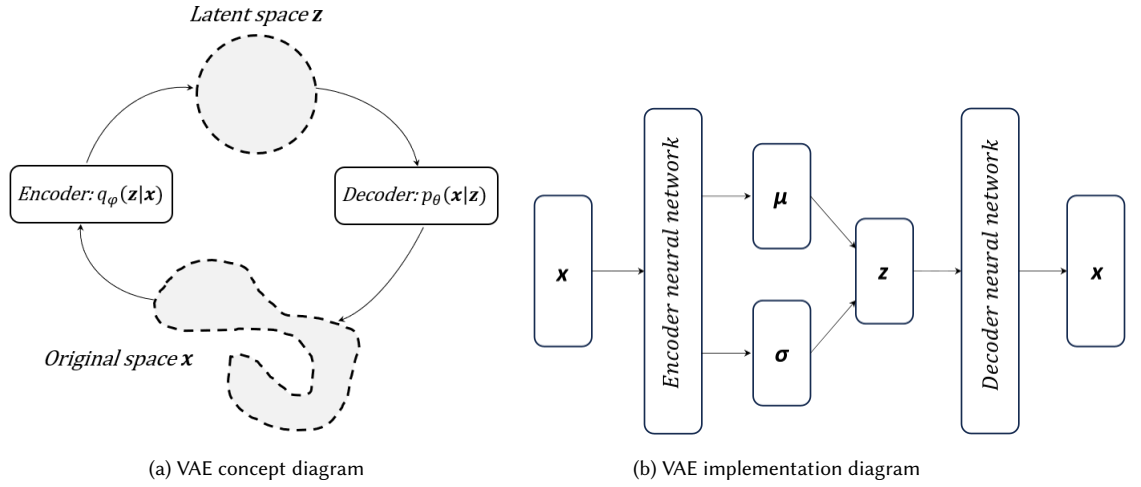 Latent space z
Encoder: qφ(z|x)
Decoder: pθ(x|z)
Original space x
(a) VAE concept diagram
x
Encoder neural network
μ
σ
z
Decoder neural network
x
(b) VAE implementation diagram